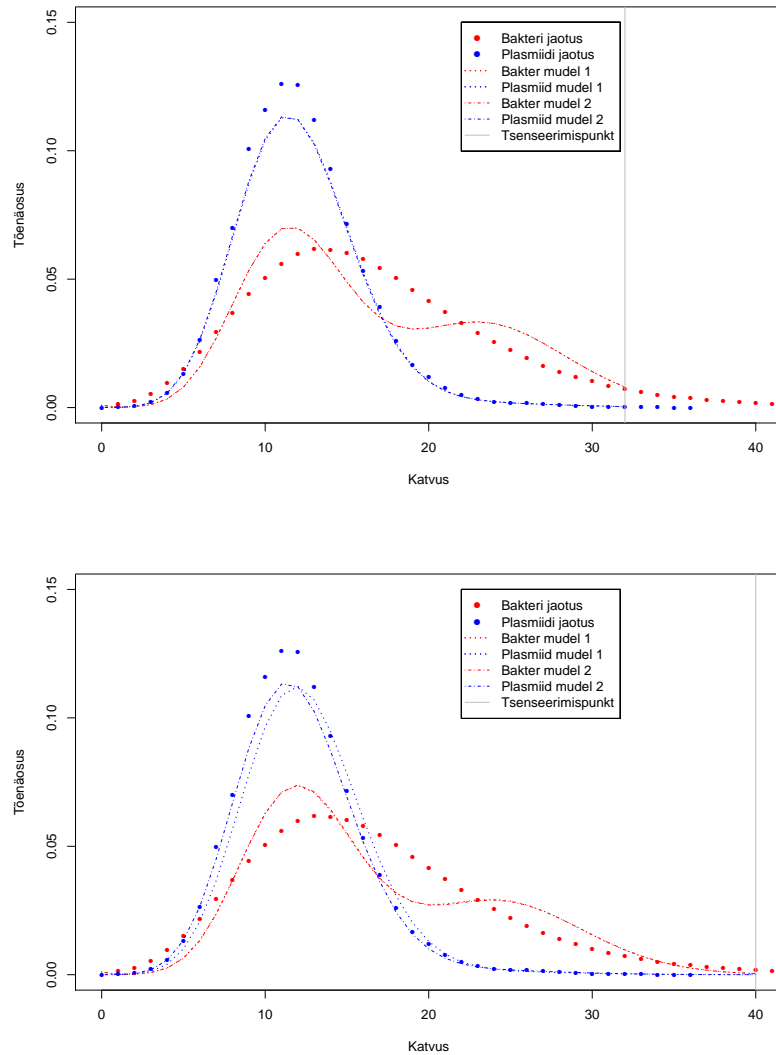 0.15
0.10
0.05
0.00
Tõenäosus
Bakteri jaotus
Plasmiidi jaotus
Bakter mudel 1
Plasmiid mudel 1
Bakter mudel 2
Plasmiid mudel 2
Tsenseerimispunkt
0 10 20 30 40
Katvus
0.15
0.10
0.05
0.00
Tõenäosus
Bakteri jaotus
Plasmiidi jaotus
Bakter mudel 1
Plasmiid mudel 1
Bakter mudel 2
Plasmiid mudel 2
Tsenseerimispunkt
0 10 20 30 40
Katvus